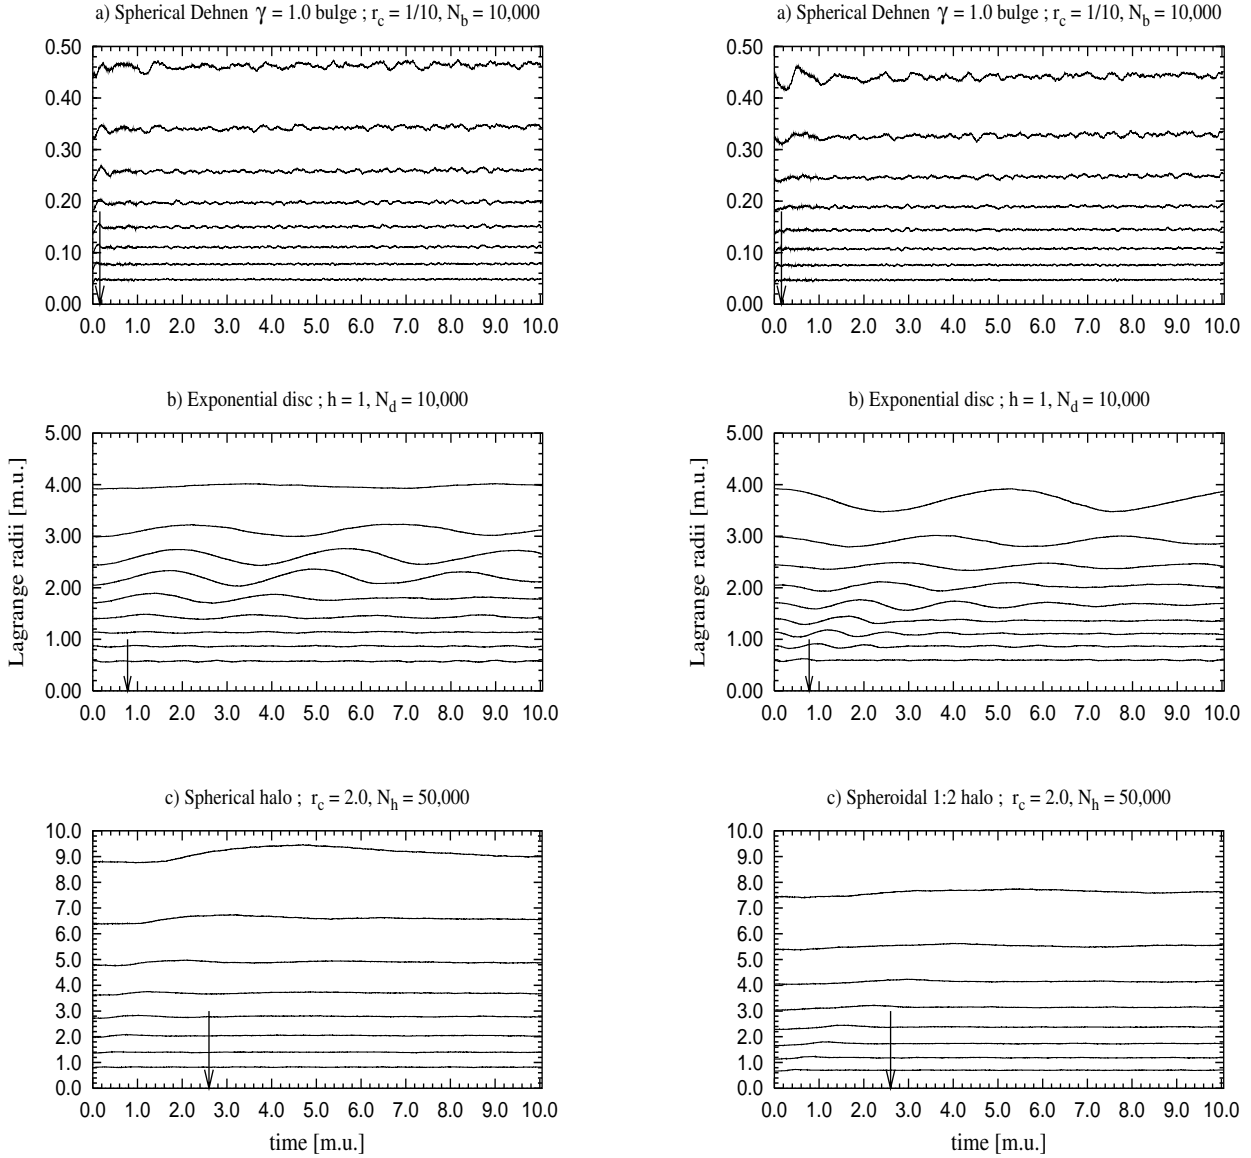 a) Spherical Dehnen γ = 1.0 bulge ; r_c = 1/10, N_b = 10,000
0.50
0.40
0.30
0.20
0.10
0.00
0.0 1.0 2.0 3.0 4.0 5.0 6.0 7.0 8.0 9.0 10.0
b) Exponential disc ; h = 1, N_d = 10,000
Lagrange radii [m.u.]
5.00
4.00
3.00
2.00
1.00
0.00
0.0 1.0 2.0 3.0 4.0 5.0 6.0 7.0 8.0 9.0 10.0
c) Spherical halo ; r_c = 2.0, N_h = 50,000
10.0
9.0
8.0
7.0
6.0
5.0
4.0
3.0
2.0
1.0
0.0
0.0 1.0 2.0 3.0 4.0 5.0 6.0 7.0 8.0 9.0 10.0
time [m.u.]
a) Spherical Dehnen γ = 1.0 bulge ; r_c = 1/10, N_b = 10,000
0.50
0.40
0.30
0.20
0.10
0.00
0.0 1.0 2.0 3.0 4.0 5.0 6.0 7.0 8.0 9.0 10.0
b) Exponential disc ; h = 1, N_d = 10,000
Lagrange radii [m.u.]
5.00
4.00
3.00
2.00
1.00
0.00
0.0 1.0 2.0 3.0 4.0 5.0 6.0 7.0 8.0 9.0 10.0
c) Spheroidal 1:2 halo ; r_c = 2.0, N_h = 50,000
10.0
9.0
8.0
7.0
6.0
5.0
4.0
3.0
2.0
1.0
0.0
0.0 1.0 2.0 3.0 4.0 5.0 6.0 7.0 8.0 9.0 10.0
time [m.u.]